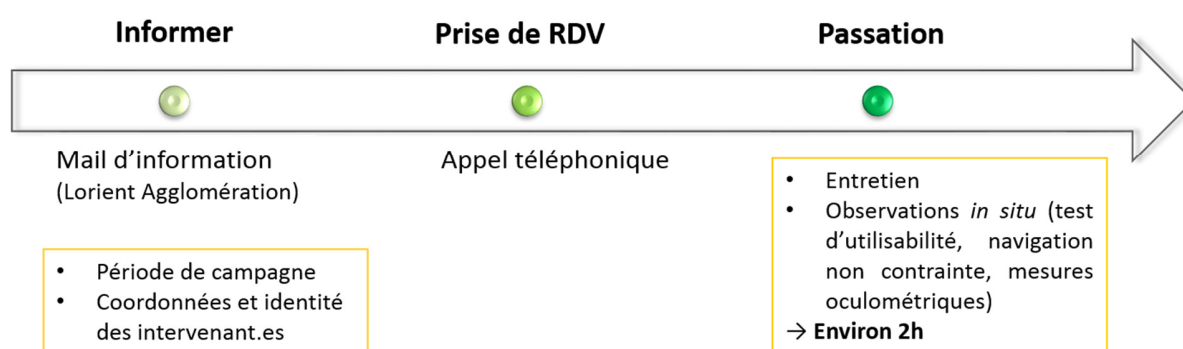 Informer
Prise de RDV
Passation
Mail d'information
(Lorient Agglomération)
Appel téléphonique
• Période de campagne
• Coordonnées et identité
des intervenant.es
• Entretien
• Observations in situ (test
d'utilisabilité, navigation
non contrainte, mesures
oculométriques)
→ Environ 2h